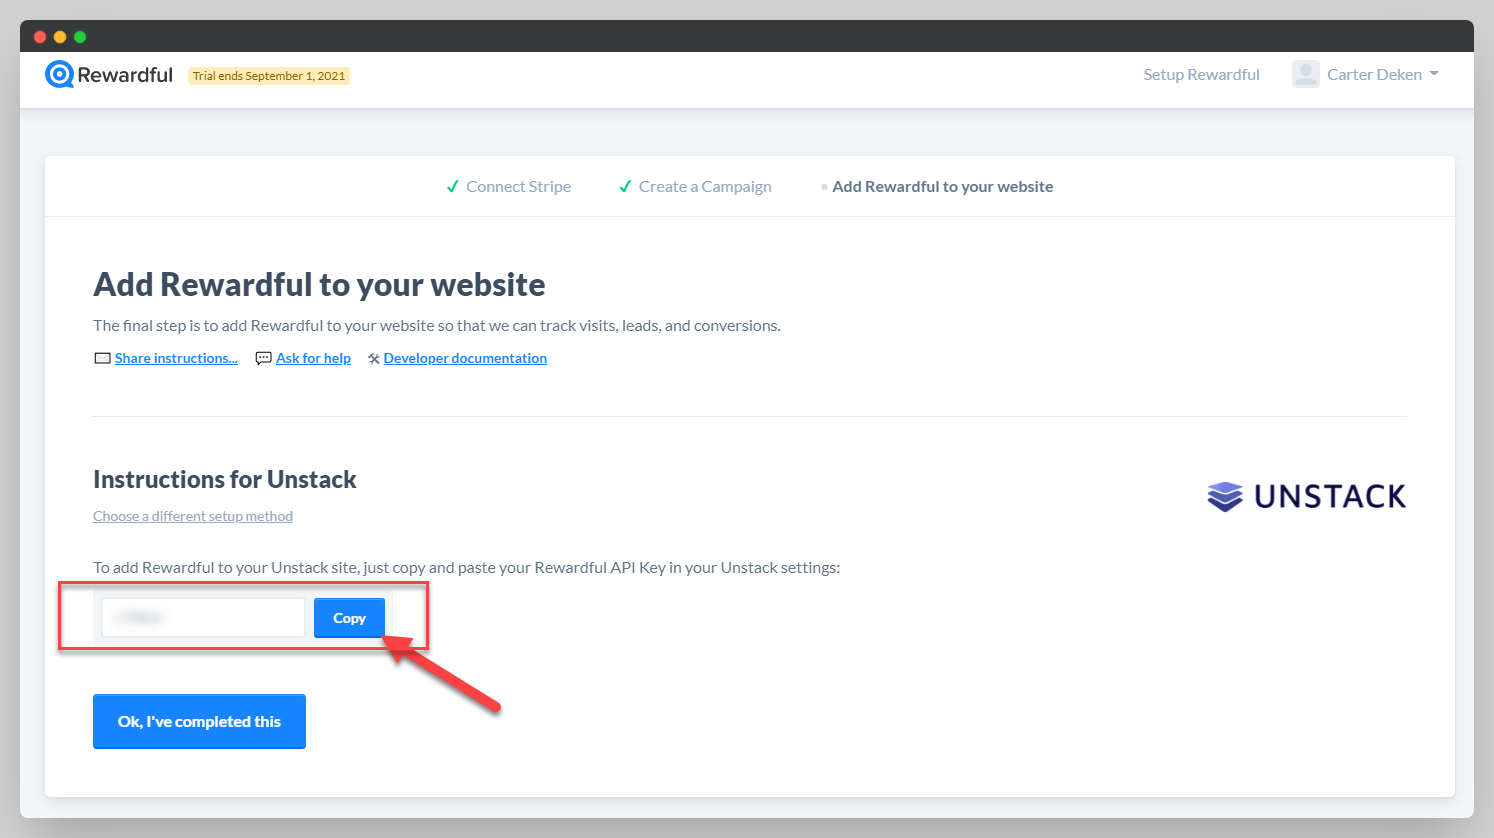 Rewardful
Trial ends September 1, 2021
Setup Rewardful
Carter Deken
Connect Stripe
Create a Campaign
Add Rewardful to your website
Add Rewardful to your website
The final step is to add Rewardful to your website so that we can track visits, leads, and conversions.
Share instructions... Ask for help Developer documentation
Instructions for Unstack
UNSTACK
Choose a different setup method
To add Rewardful to your Unstack site, just copy and paste your Rewardful API Key in your Unstack settings:
Copy
Ok, I've completed this